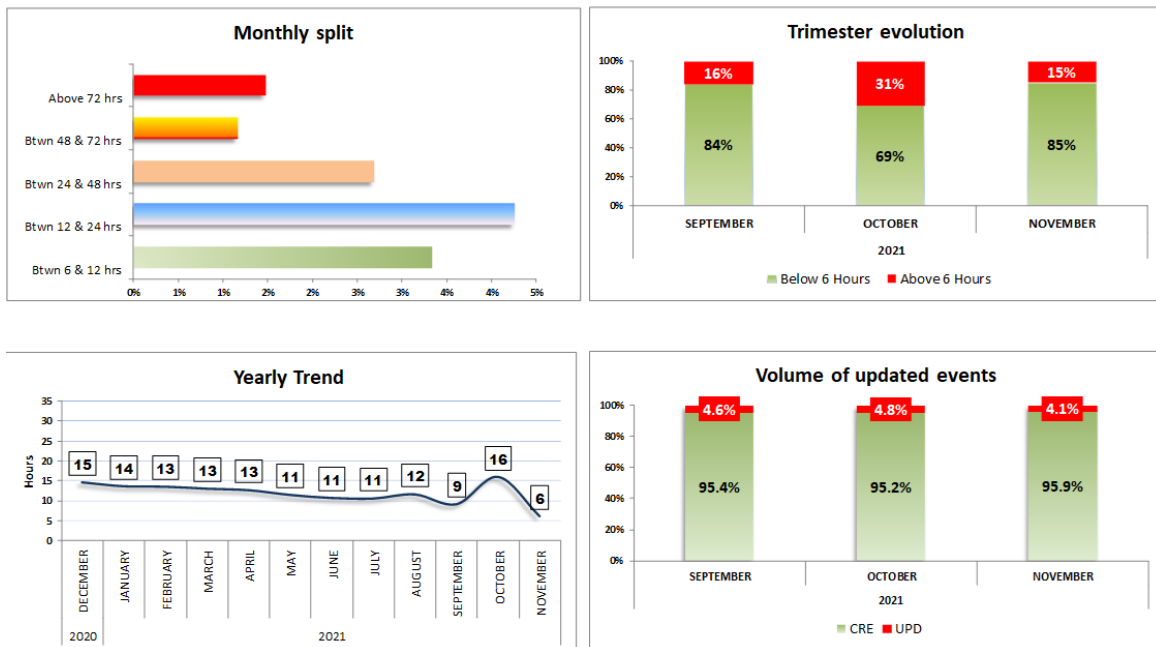 Monthly split
Above 72 hrs
Btwn 48 & 72 hrs
Btwn 24 & 48 hrs
Btwn 12 & 24 hrs
Btwn 6 & 12 hrs
0% 1% 1% 2% 2% 3% 3% 4% 4% 5%
Trimester evolution
100%
80%
60%
40%
20%
0%
16% 31% 15%
84% 69% 85%
SEPTEMBER OCTOBER NOVEMBER
2021
Below 6 Hours Above 6 Hours
Yearly Trend
Hours
35
30
25
20
15
10
5
0
15 14 13 13 13 11 11 11 12 9 16 6
DECEMBER JANUARY FEBRUARY MARCH APRIL MAY JUNE JULY AUGUST SEPTEMBER OCTOBER NOVEMBER
2020 2021
Volume of updated events
100%
80%
60%
40%
20%
0%
4.6% 4.8% 4.1%
95.4% 95.2% 95.9%
SEPTEMBER OCTOBER NOVEMBER
2021
CRE UPD